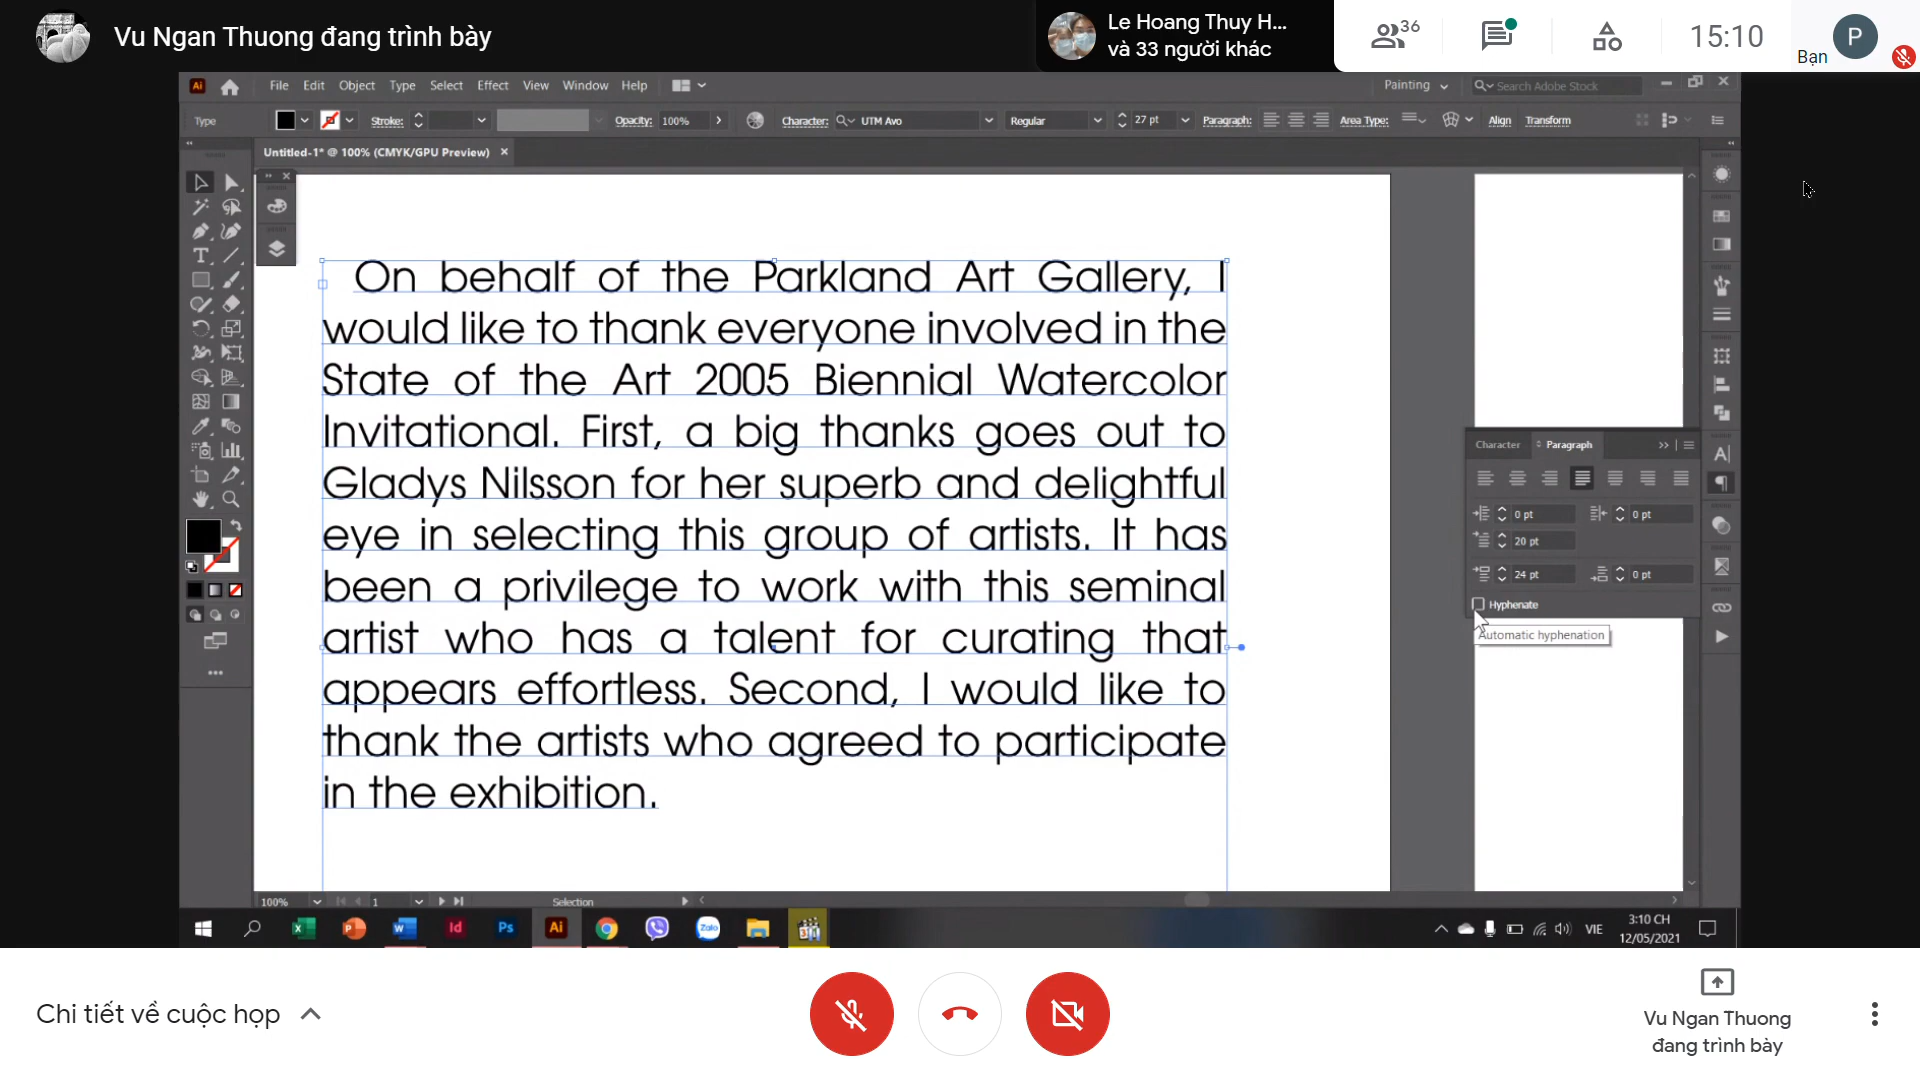 Vu Ngan Thuong đang trình bày
Le Hoang Thuy H...
và 33 người khác
36
15:10
Bạn
P
Ai
File Edit Object Type Select Effect View Window Help
Painting
Search Adobe Stock
Type
Stroke:
Opacity: 100%
Character: UTM Avo
Regular
27 pt
Paragraph:
Area Type:
Align
Transform
Untitled-1* @ 100% (CMYK/GPU Preview) ×
On behalf of the Parkland Art Gallery, I
would like to thank everyone involved in the
State of the Art 2005 Biennial Watercolor
Invitational. First, a big thanks goes out to
Gladys Nilsson for her superb and delightful
eye in selecting this group of artists. It has
been a privilege to work with this seminal
artist who has a talent for curating that
appears effortless. Second, I would like to
thank the artists who agreed to participate
in the exhibition.
Character Paragraph
0 pt 0 pt
20 pt
24 pt 0 pt
Hyphenate
Automatic hyphenation
100%
1
Selection
Id Ps Ai Zalo
VIE
3:10 CH
12/05/2021
Chi tiết về cuộc họp
Vu Ngan Thuong
đang trình bày